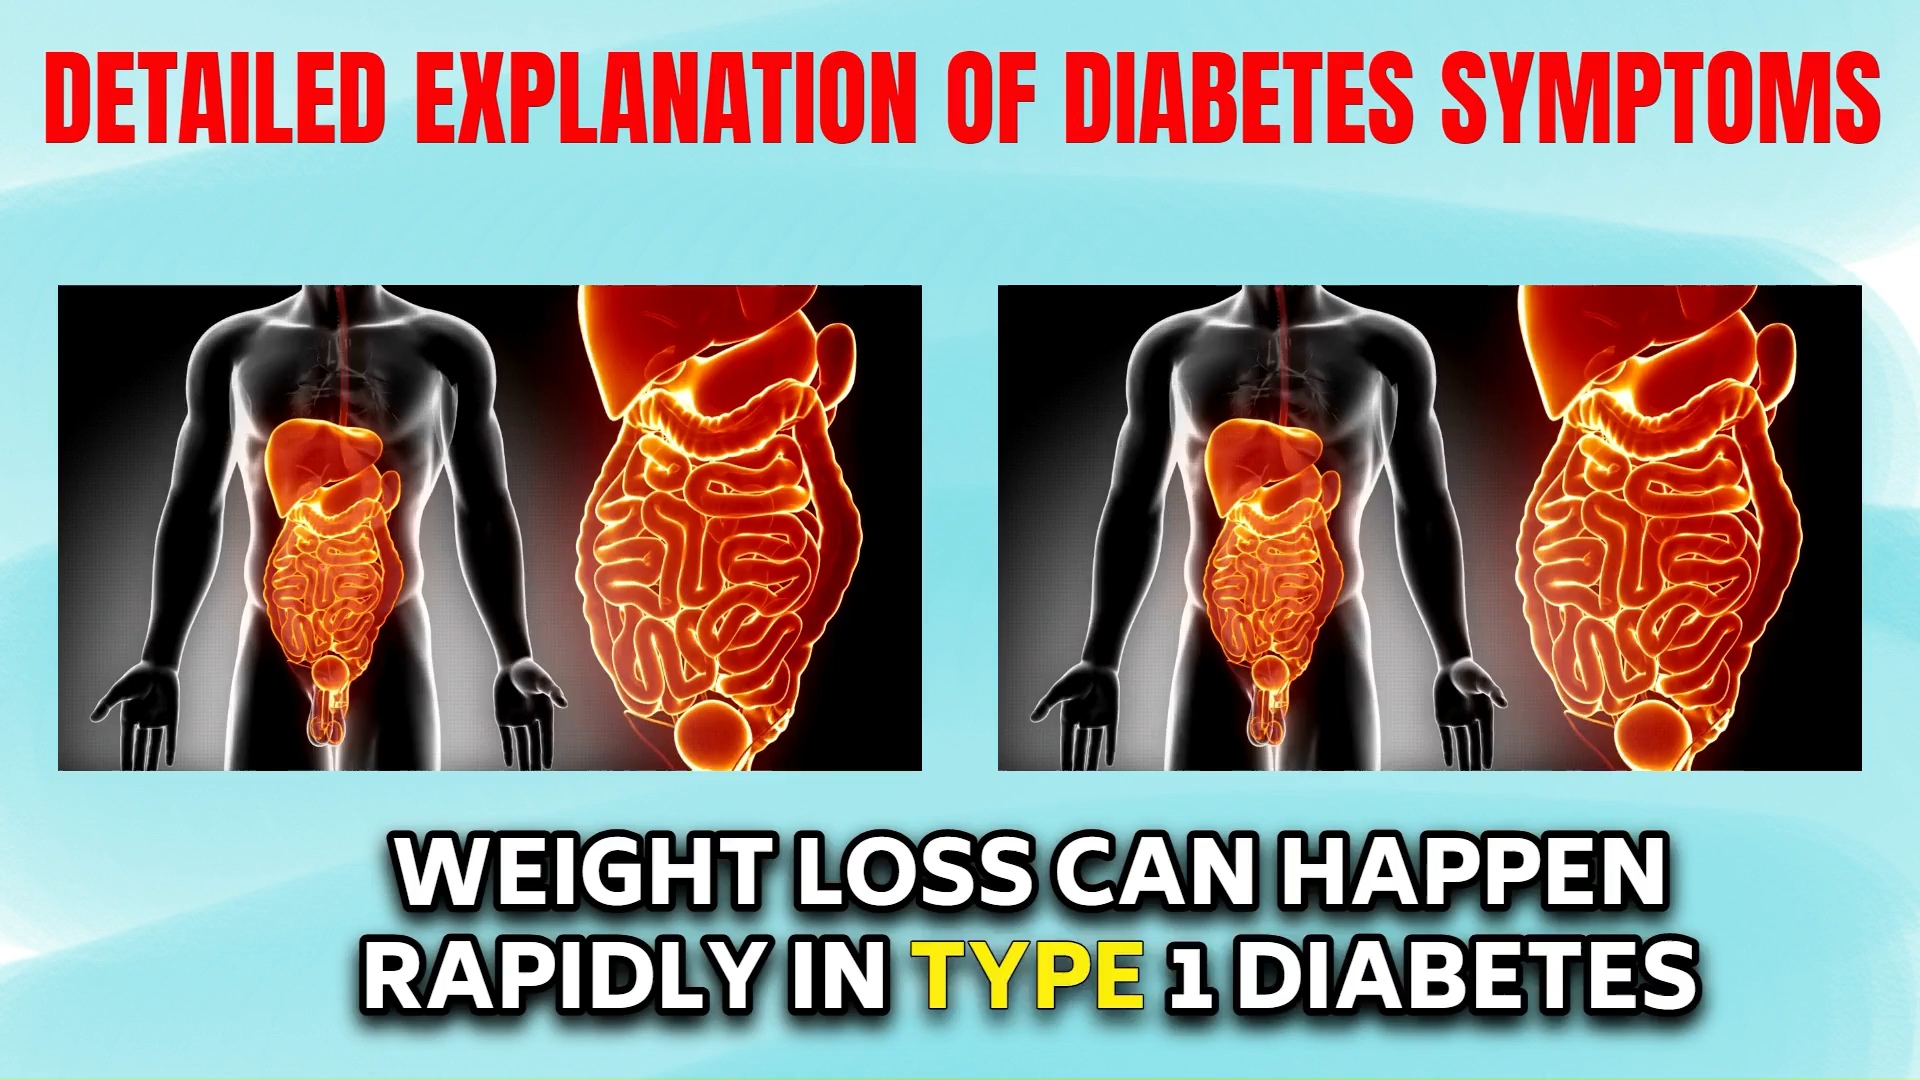 DETAILED EXPLANATION OF DIABETES SYMPTOMS
WEIGHT LOSS CAN HAPPEN
RAPIDLY IN TYPE 1 DIABETES